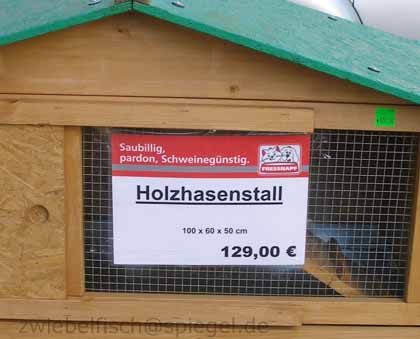 Saubillig,
pardon, Schweinegünstig.
FRESSNAPF
Holzhasenstall
100 x 60 x 50 cm
129,00 €
zwiebelfisch@spiegel.de